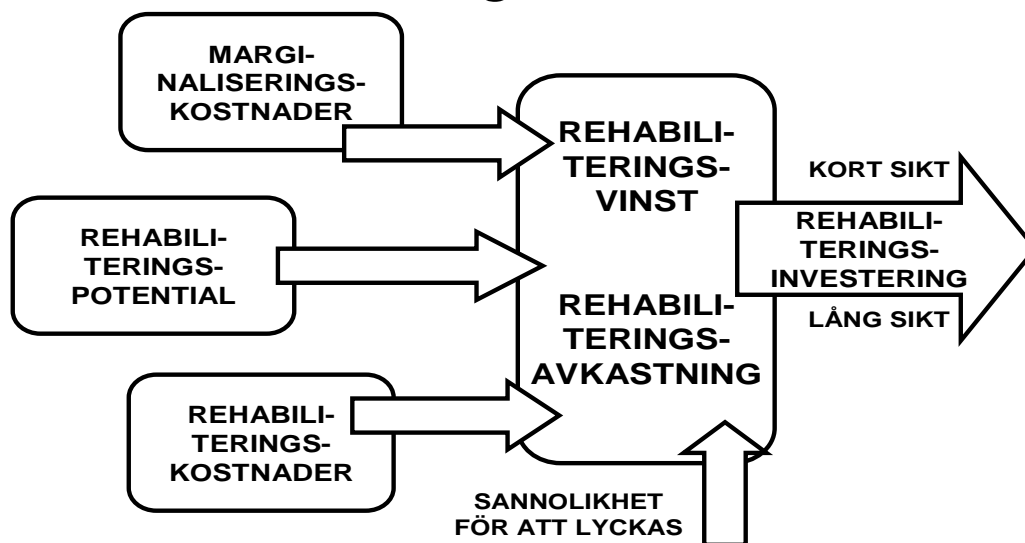 MARGI-
NALISERINGS-
KOSTNADER
REHABILI-
TERINGS-
POTENTIAL
REHABILI-
TERINGS-
KOSTNADER
REHABILI-
TERINGS-
VINST
REHABILI-
TERINGS-
AVKASTNING
SANNOLIKHET
FÖR ATT LYCKAS
KORT SIKT
REHABILI-
TERINGS-
INVESTERING
LÅNG SIKT